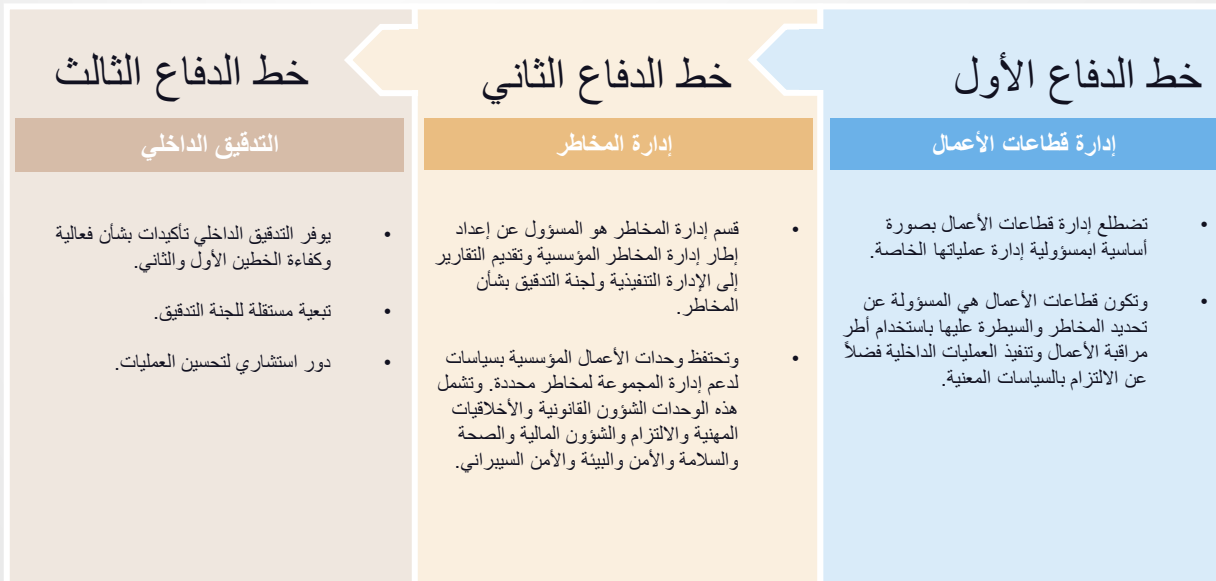 خط الدفاع الأول
إدارة قطاعات الأعمال
• تضطلع إدارة قطاعات الأعمال بصورة
أساسية ابمسؤولية إدارة عملياتها الخاصة.
• وتكون قطاعات الأعمال هي المسؤولة عن
تحديد المخاطر والسيطرة عليها باستخدام أطر
مراقبة الأعمال وتنفيذ العمليات الداخلية فضلاً
عن الالتزام بالسياسات المعنية.
خط الدفاع الثاني
إدارة المخاطر
• قسم إدارة المخاطر هو المسؤول عن إعداد
إطار إدارة المخاطر المؤسسية وتقديم التقارير
إلى الإدارة التنفيذية ولجنة التدقيق بشأن
المخاطر.
• وتحتفظ وحدات الأعمال المؤسسية بسياسات
لدعم إدارة المجموعة لمخاطر محددة. وتشمل
هذه الوحدات الشؤون القانونية والأخلاقيات
المهنية والالتزام والشؤون المالية والصحة
والسلامة والأمن والبيئة والأمن السيبراني.
خط الدفاع الثالث
التدقيق الداخلي
• يوفر التدقيق الداخلي تأكيدات بشأن فعالية
وكفاءة الخطين الأول والثاني.
• تبعية مستقلة للجنة التدقيق.
• دور استشاري لتحسين العمليات.